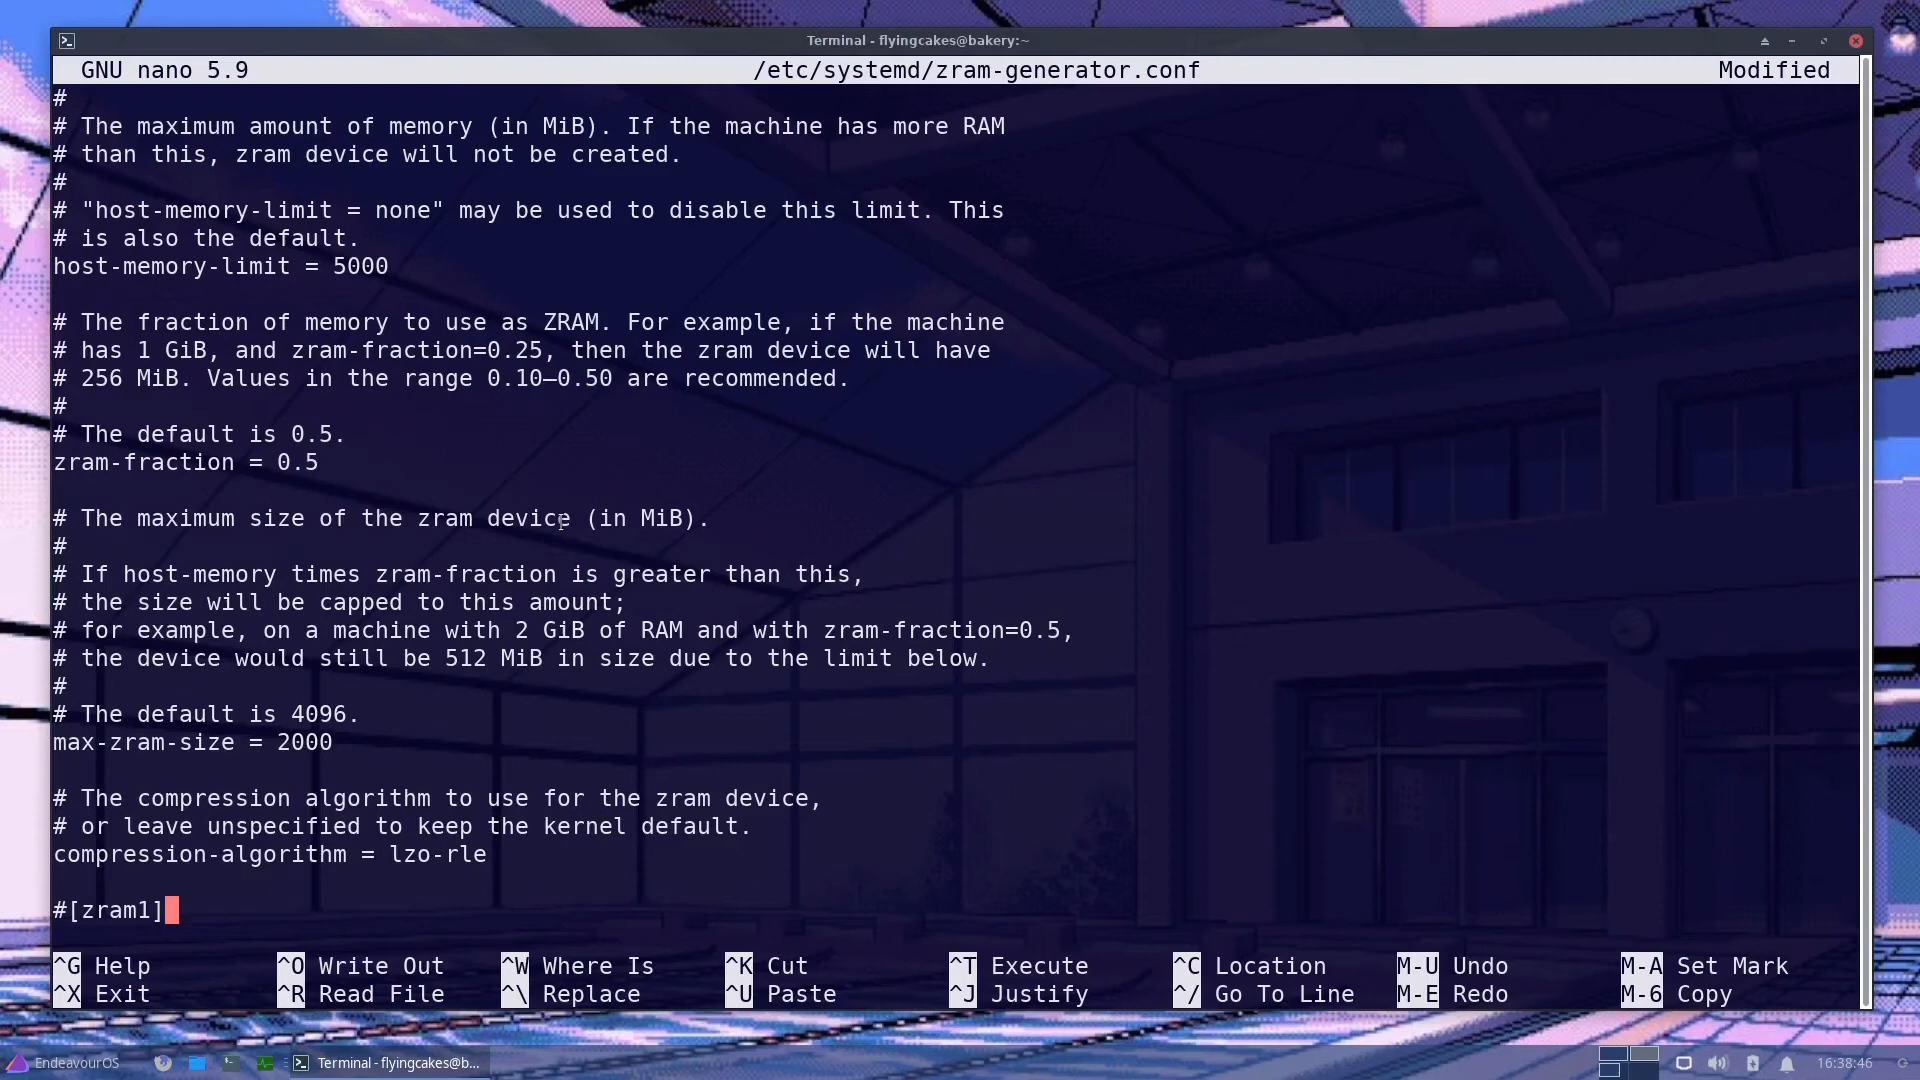 Terminal - flyingcakes@bakery:~
GNU nano 5.9 /etc/systemd/zram-generator.conf Modified
#
# The maximum amount of memory (in MiB). If the machine has more RAM
# than this, zram device will not be created.
#
# "host-memory-limit = none" may be used to disable this limit. This
# is also the default.
host-memory-limit = 5000
# The fraction of memory to use as ZRAM. For example, if the machine
# has 1 GiB, and zram-fraction=0.25, then the zram device will have
# 256 MiB. Values in the range 0.10–0.50 are recommended.
#
# The default is 0.5.
zram-fraction = 0.5
# The maximum size of the zram device (in MiB).
#
# If host-memory times zram-fraction is greater than this,
# the size will be capped to this amount;
# for example, on a machine with 2 GiB of RAM and with zram-fraction=0.5,
# the device would still be 512 MiB in size due to the limit below.
#
# The default is 4096.
max-zram-size = 2000
# The compression algorithm to use for the zram device,
# or leave unspecified to keep the kernel default.
compression-algorithm = lzo-rle
#[zram1]
^G Help ^O Write Out ^W Where Is ^K Cut ^T Execute ^C Location M-U Undo M-A Set Mark
^X Exit ^R Read File ^\ Replace ^U Paste ^J Justify ^/ Go To Line M-E Redo M-6 Copy
EndeavourOS Terminal - flyingcakes@b... 16:38:46